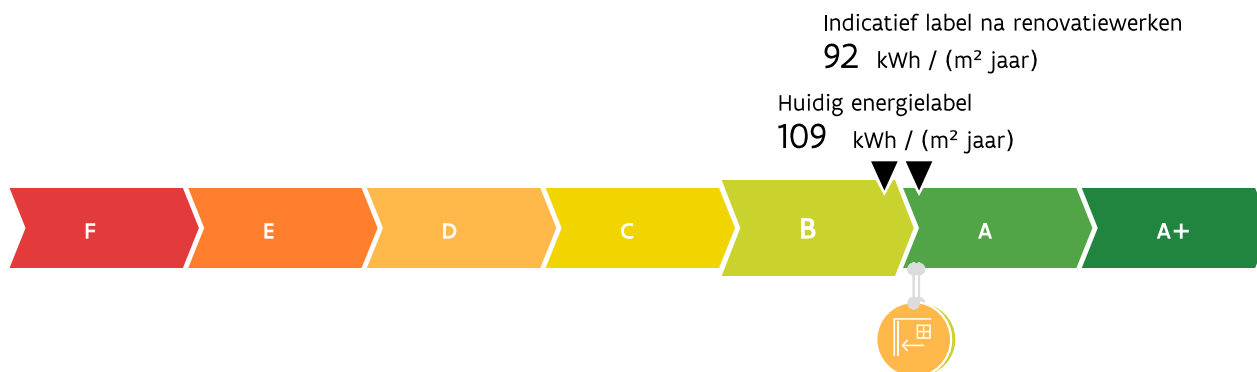 Indicatief label na renovatiewerken
92 kWh / (m² jaar)
Huidig energielabel
109 kWh / (m² jaar)
F E D C B A A+